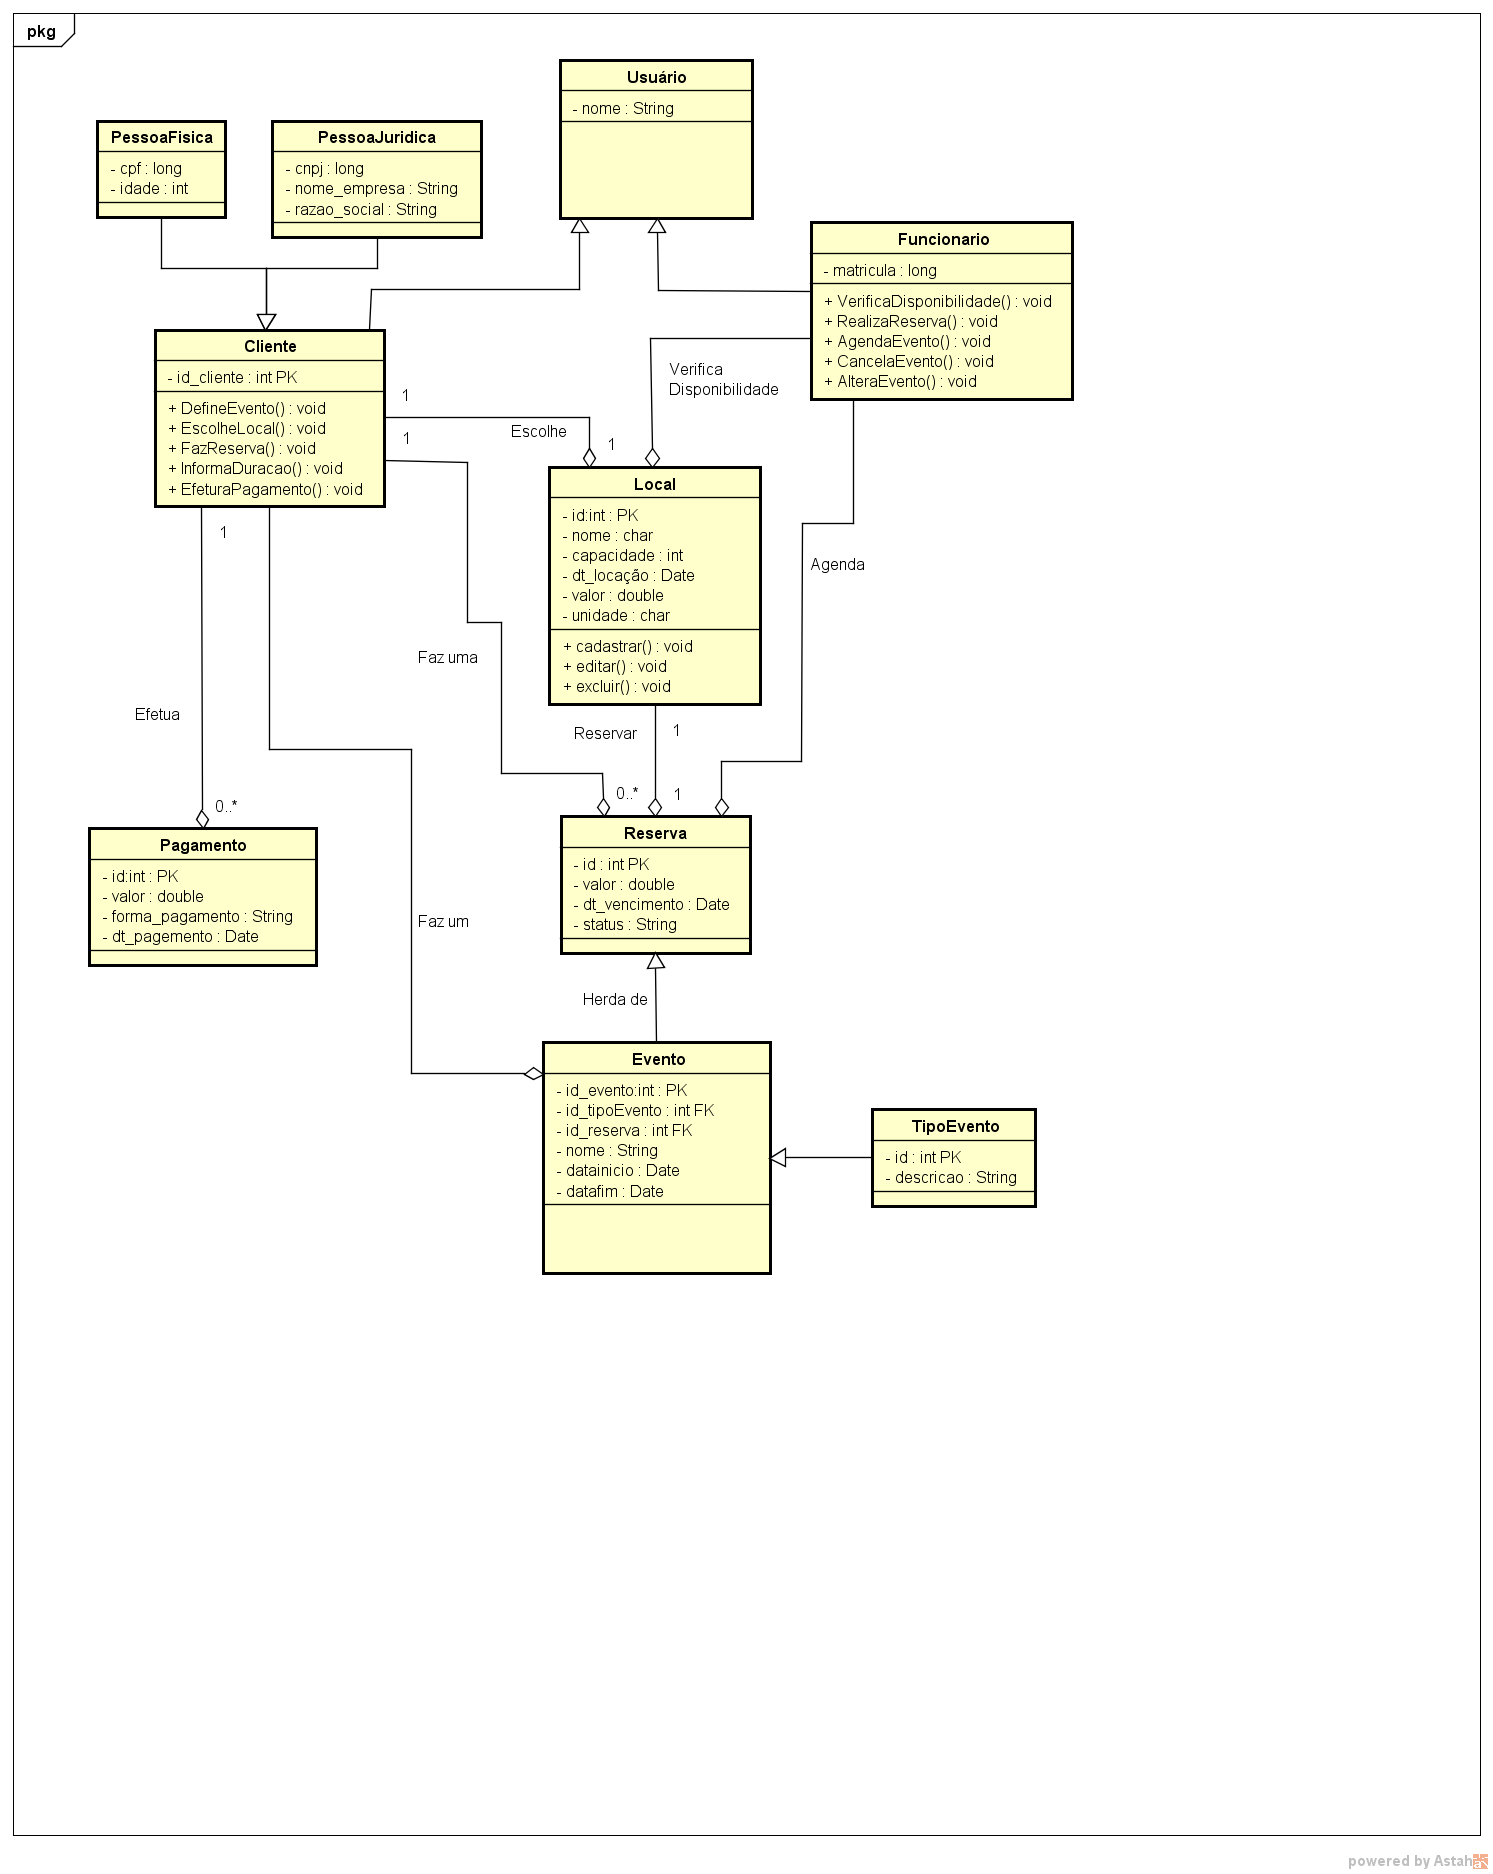 pkg
Usuário
- nome : String
PessoaFisica
- cpf : long
- idade : int
PessoaJuridica
- cnpj : long
- nome_empresa : String
- razao_social : String
Funcionario
- matricula : long
+ VerificaDisponibilidade() : void
+ RealizaReserva() : void
+ AgendaEvento() : void
+ CancelaEvento() : void
+ AlteraEvento() : void
Cliente
- id_cliente : int PK
+ DefineEvento() : void
+ EscolheLocal() : void
+ FazReserva() : void
+ InformaDuracao() : void
+ EfeturaPagamento() : void
Verifica
Disponibilidade
1
Escolhe
1
1
Local
- id:int : PK
- nome : char
- capacidade : int
- dt_locação : Date
- valor : double
- unidade : char
+ cadastrar() : void
+ editar() : void
+ excluir() : void
1
Agenda
Faz uma
Efetua
Reservar
1
0..*
1
0..*
Pagamento
- id:int : PK
- valor : double
- forma_pagamento : String
- dt_pagemento : Date
Reserva
- id : int PK
- valor : double
- dt_vencimento : Date
- status : String
Faz um
Herda de
Evento
- id_evento:int : PK
- id_tipoEvento : int FK
- id_reserva : int FK
- nome : String
- datainicio : Date
- datafim : Date
TipoEvento
- id : int PK
- descricao : String
powered by Astah